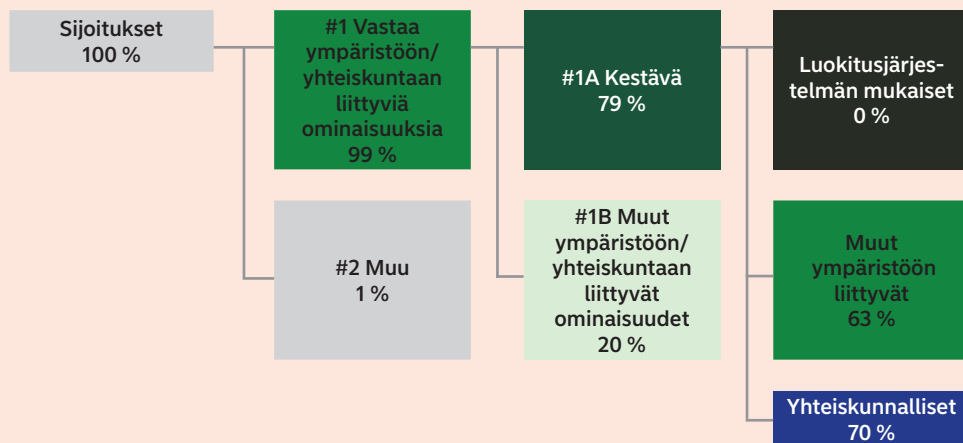 Sijoitukset
100 %
#1 Vastaa
ympäristöön/
yhteiskuntaan
liittyviä
ominaisuuksia
99 %
#2 Muu
1 %
#1A Kestävä
79 %
#1B Muut
ympäristöön/
yhteiskuntaan
liittyvät
ominaisuudet
20 %
Luokitusjärjes-
telmän mukaiset
0 %
Muut
ympäristöön
liittyvät
63 %
Yhteiskunnalliset
70 %